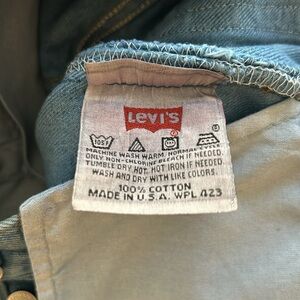 LEVI'S
105F
MACHINE WASH WARM. NORMAL CYCLE
ONLY NON-CHLORINE BLEACH IF NEEDED.
TUMBLE DRY HOT. HOT IRON IF NEEDED.
WASH AND DRY WITH LIKE COLORS.
100% COTTON
MADE IN U.S.A. WPL 423